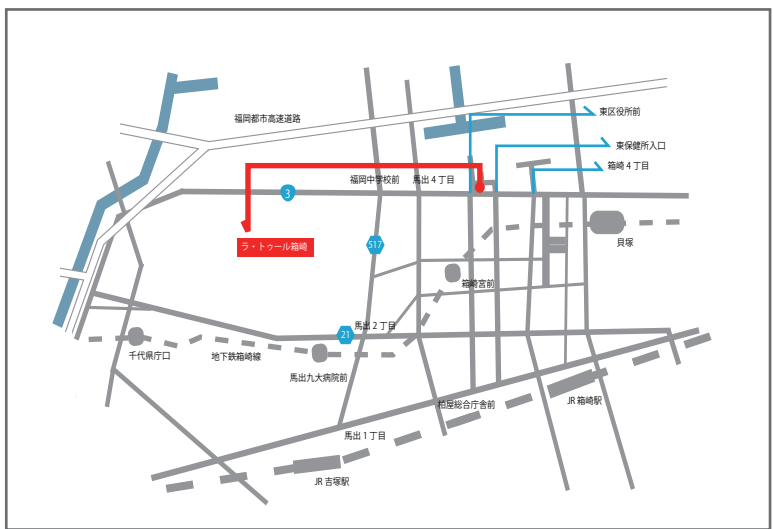 東区役所前
福岡都市高速道路
東保健所入口
箱崎 4 丁目
福岡中学校前
馬出 4 丁目
3
ラ・トゥール箱崎
517
貝塚
箱崎宮前
馬出 2 丁目
21
千代県庁口
地下鉄箱崎線
馬出九大病院前
粕屋総合庁舎前
JR 箱崎駅
馬出 1 丁目
JR 吉塚駅